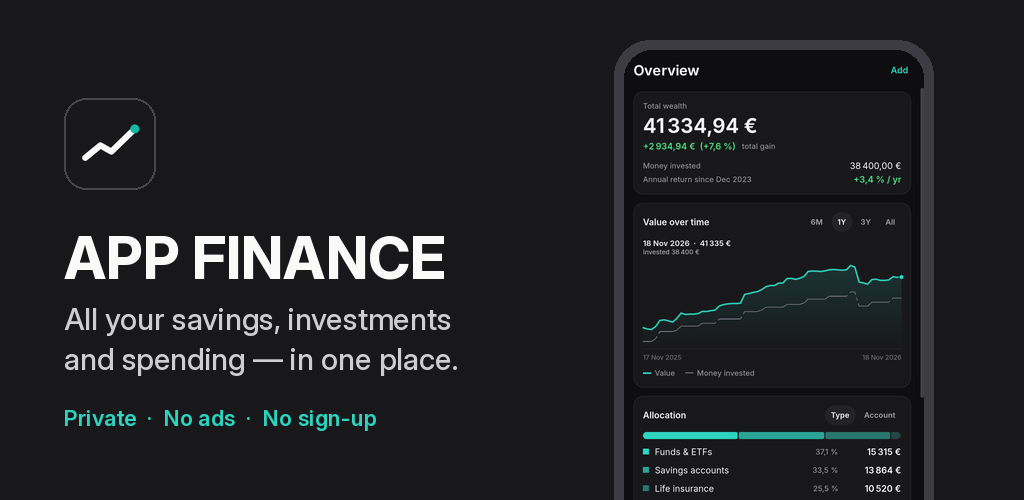 APP FINANCE
All your savings, investments
and spending — in one place.
Private · No ads · No sign-up
Overview
Add
Total wealth
41 334,94 €
+2 934,94 € (+7,6 %) total gain
Money invested 38 400,00 €
Annual return since Dec 2023 +3,4 % / yr
Value over time 6M 1Y 3Y All
18 Nov 2026 · 41 335 €
Invested 38 400 €
17 Nov 2025 18 Nov 2026
Value Money invested
Allocation Type Account
Funds & ETFs 37,1 % 15 315 €
Savings accounts 33,5 % 13 864 €
Life insurance 25,5 % 10 520 €